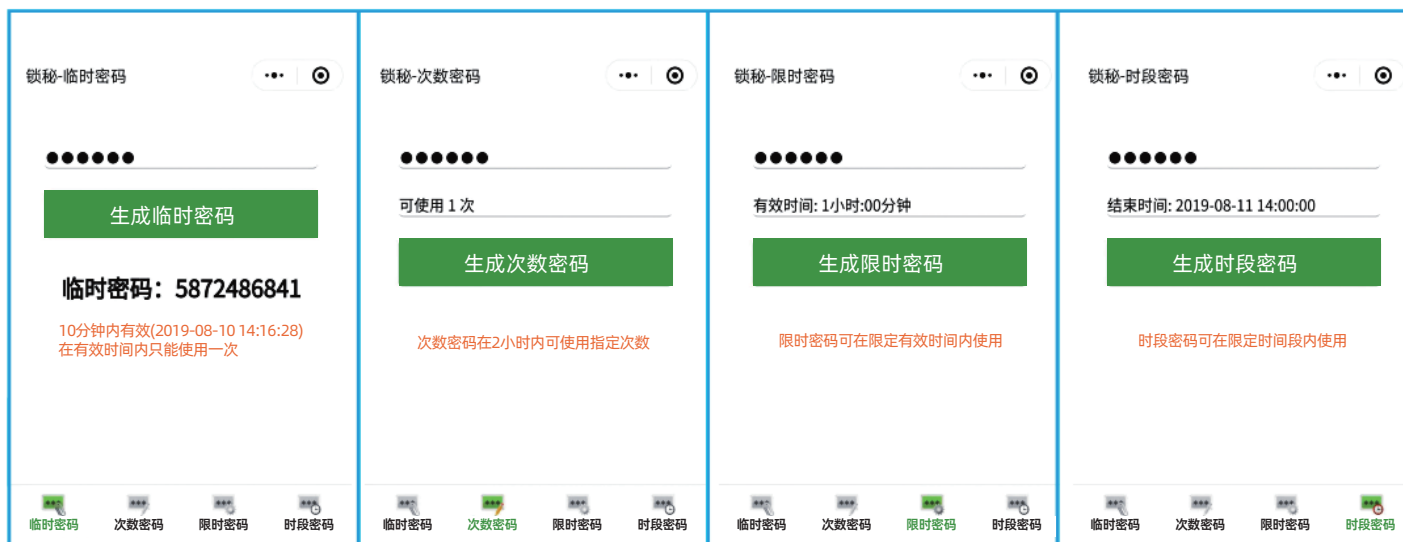 锁秘-临时密码
生成临时密码
临时密码：5872486841
10分钟内有效(2019-08-10 14:16:28)
在有效时间内只能使用一次
临时密码
次数密码
限时密码
时段密码
锁秘-次数密码
可使用 1 次
生成次数密码
次数密码在2小时内可使用指定次数
临时密码
次数密码
限时密码
时段密码
锁秘-限时密码
有效时间: 1小时:00分钟
生成限时密码
限时密码可在限定有效时间内使用
临时密码
次数密码
限时密码
时段密码
锁秘-时段密码
结束时间: 2019-08-11 14:00:00
生成时段密码
时段密码可在限定时间段内使用
临时密码
次数密码
限时密码
时段密码